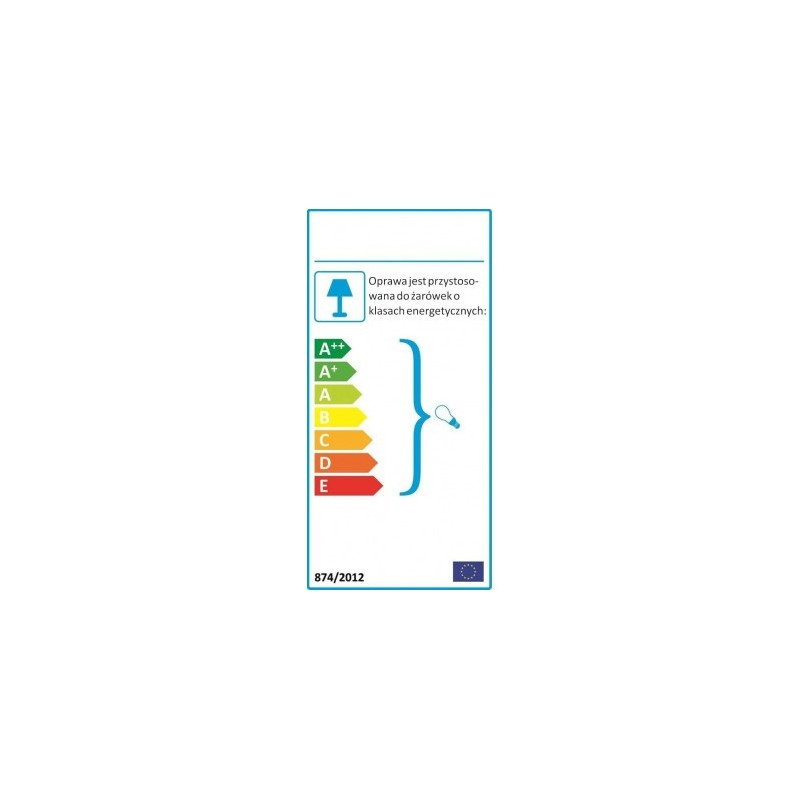 Oprawa jest przystoso-
wana do żarówek o
klasach energetycznych:
A++
A+
A
B
C
D
E
874/2012